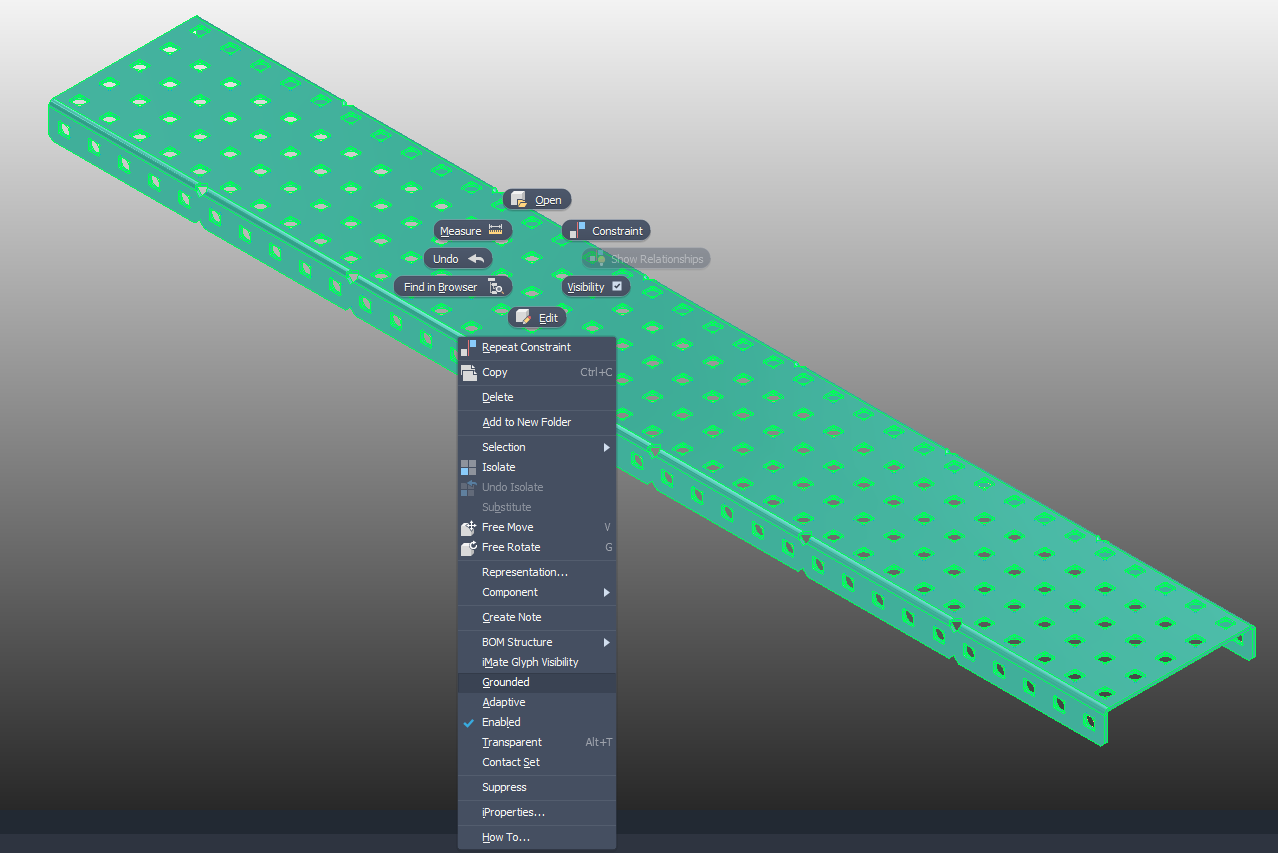 Open
Measure
Constraint
Undo
Show Relationships
Find in Browser
Visibility
Edit
Repeat Constraint
Copy Ctrl+C
Delete
Add to New Folder
Selection
Isolate
Undo Isolate
Substitute
Free Move V
Free Rotate G
Representation...
Component
Create Note
BOM Structure
iMate Glyph Visibility
Grounded
Adaptive
Enabled
Transparent Alt+T
Contact Set
Suppress
iProperties...
How To...